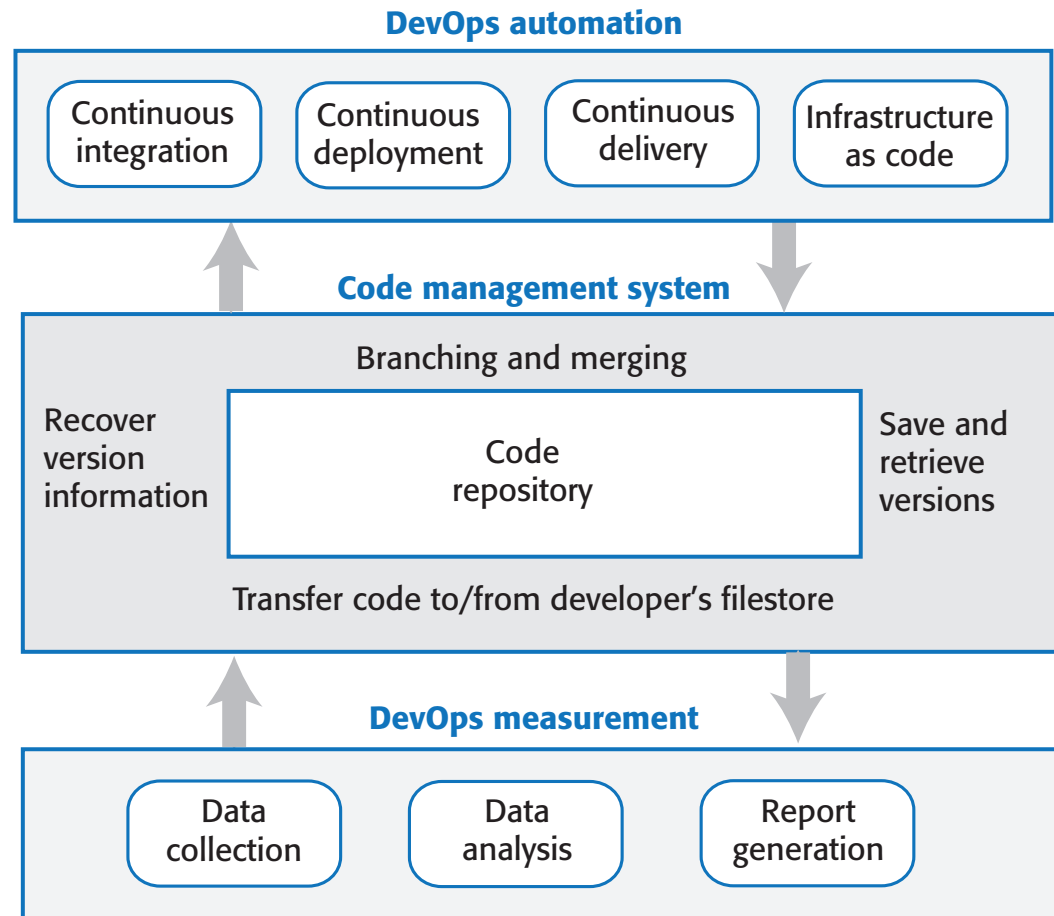 DevOps automation
Continuous
integration
Continuous
deployment
Continuous
delivery
Infrastructure
as code
Code management system
Branching and merging
Recover
version
information
Code
repository
Save and
retrieve
versions
Transfer code to/from developer’s filestore
DevOps measurement
Data
collection
Data
analysis
Report
generation